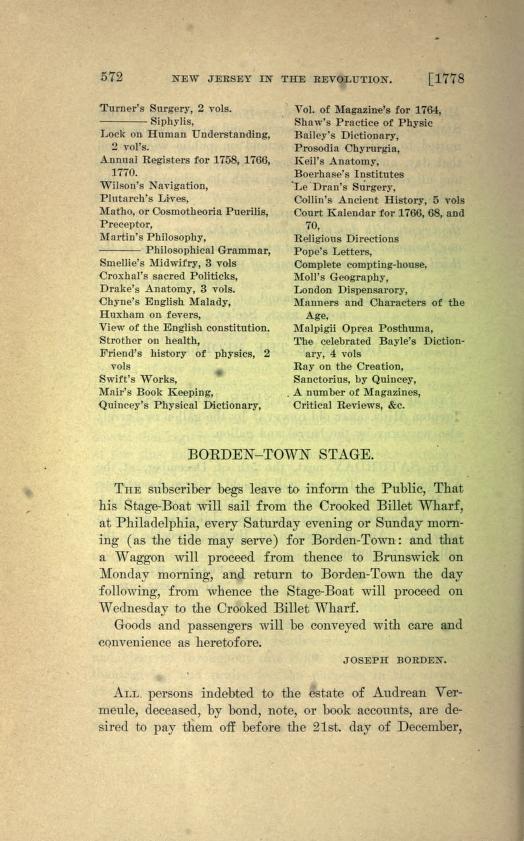 572 NEW JERSEY IN THE REVOLUTION. [1778
Turner's Surgery, 2 vols.
——— Siphylis,
Lock on Human Understanding,
2 vol's.
Annual Registers for 1758, 1766,
1770.
Wilson's Navigation,
Plutarch's Lives,
Matho, or Cosmotheoria Puerilis,
Preceptor,
Martin's Philosophy,
——— Philosophical Grammar,
Smellie's Midwifry, 3 vols
Croxhal's sacred Politicks,
Drake's Anatomy, 3 vols.
Chyne's English Malady,
Huxham on fevers,
View of the English constitution.
Strother on health,
Friend's history of physics, 2
vols
Swift's Works,
Mair's Book Keeping,
Quincey's Physical Dictionary,
Vol. of Magazine's for 1764,
Shaw's Practice of Physic
Bailey's Dictionary,
Prosodia Chyrurgia,
Keil's Anatomy,
Boerhase's Institutes
Le Dran's Surgery,
Collin's Ancient History, 5 vols
Court Kalendar for 1766, 68, and
70,
Religious Directions
Pope's Letters,
Complete compting-house,
Moll's Geography,
London Dispensarory,
Manners and Characters of the
Age,
Malpigii Oprea Posthuma,
The celebrated Bayle's Diction-
ary, 4 vols
Ray on the Creation,
Sanctorius, by Quincey,
A number of Magazines,
Critical Reviews, &c.
BORDEN-TOWN STAGE.
THE subscriber begs leave to inform the Public, That
his Stage-Boat will sail from the Crooked Billet Wharf,
at Philadelphia, every Saturday evening or Sunday morn-
ing (as the tide may serve) for Borden-Town: and that
a Waggon will proceed from thence to Brunswick on
Monday morning, and return to Borden-Town the day
following, from whence the Stage-Boat will proceed on
Wednesday to the Crooked Billet Wharf.
Goods and passengers will be conveyed with care and
convenience as heretofore.
JOSEPH BORDEN.
ALL persons indebted to the estate of Audrean Ver-
meule, deceased, by bond, note, or book accounts, are de-
sired to pay them off before the 21st. day of December,